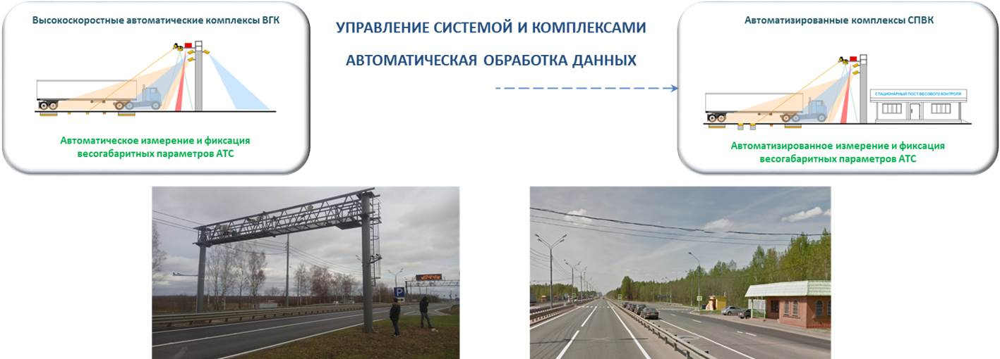 Высокоскоростные автоматические комплексы ВГК
Автоматическое измерение и фиксация
весогабаритных параметров АТС
УПРАВЛЕНИЕ СИСТЕМОЙ И КОМПЛЕКСАМИ
АВТОМАТИЧЕСКАЯ ОБРАБОТКА ДАННЫХ
Автоматизированные комплексы СПВК
СТАЦИОНАРНЫЙ ПОСТ ВЕСОВОГО КОНТРОЛЯ
Автоматизированное измерение и фиксация
весогабаритных параметров АТС
P